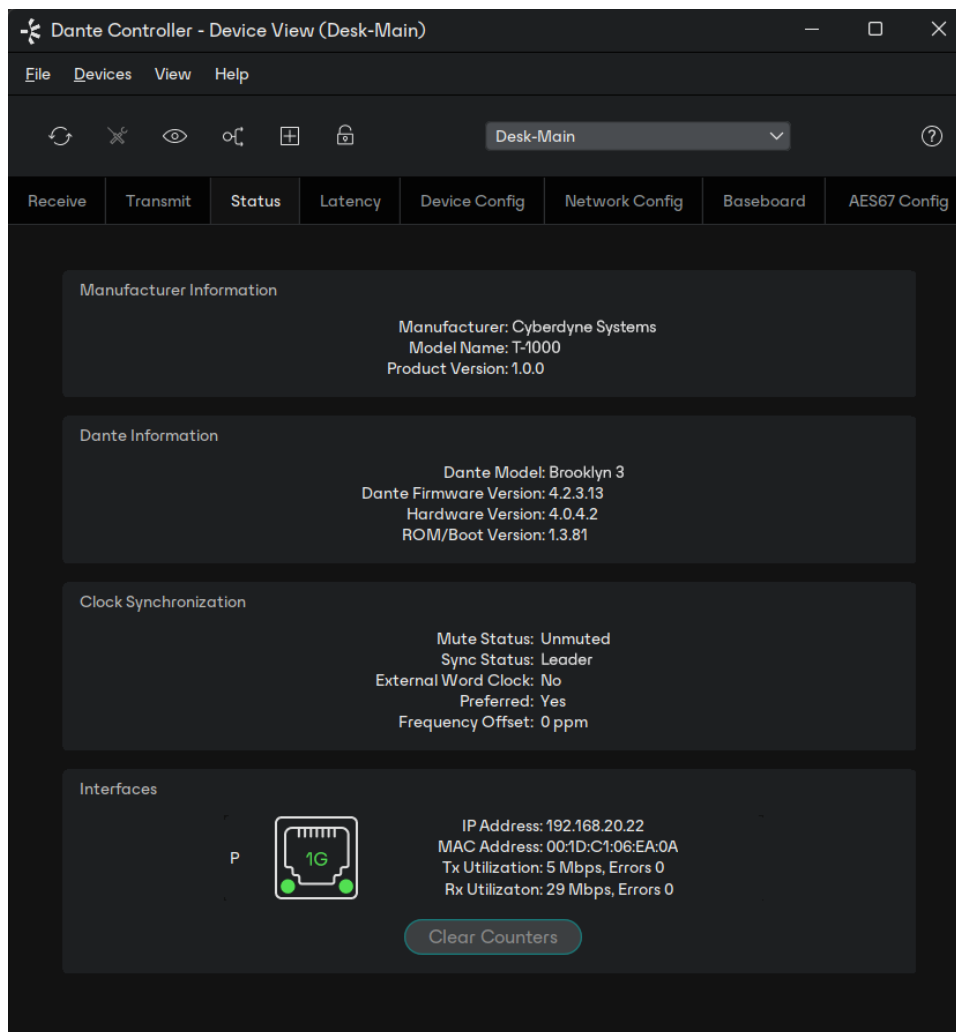 Dante Controller - Device View (Desk-Main)
File Devices View Help
Desk-Main
Receive Transmit Status Latency Device Config Network Config Baseboard AES67 Config
Manufacturer Information
Manufacturer: Cyberdyne Systems
Model Name: T-1000
Product Version: 1.0.0
Dante Information
Dante Model: Brooklyn 3
Dante Firmware Version: 4.2.3.13
Hardware Version: 4.0.4.2
ROM/Boot Version: 1.3.81
Clock Synchronization
Mute Status: Unmuted
Sync Status: Leader
External Word Clock: No
Preferred: Yes
Frequency Offset: 0 ppm
Interfaces
P
1G
IP Address: 192.168.20.22
MAC Address: 00:1D:C1:06:EA:0A
Tx Utilization: 5 Mbps, Errors 0
Rx Utilizaton: 29 Mbps, Errors 0
Clear Counters